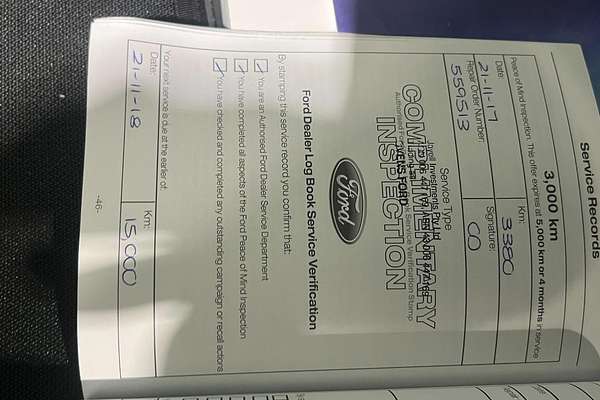 Service Records
3,000 km
Peace of Mind Inspection. The offer expires at 5,000 km or 4 months in service
Date:
21-11-17
Km:
3380
Repair Order Number:
559513
Signature:
Service Type
COMPLIMENTARY
INSPECTION
VENS FORD
Ford
Ford Dealer Log Book Service Verification
By stamping this service record you confirm that:
You are an Authorised Ford Dealer Service Department
You have completed all aspects of the Ford Peace of Mind Inspection
You have checked and completed any outstanding campaign or recall actions
Your next service is due at the earlier of:
Date:
21-11-18
Km:
15,000
-46-